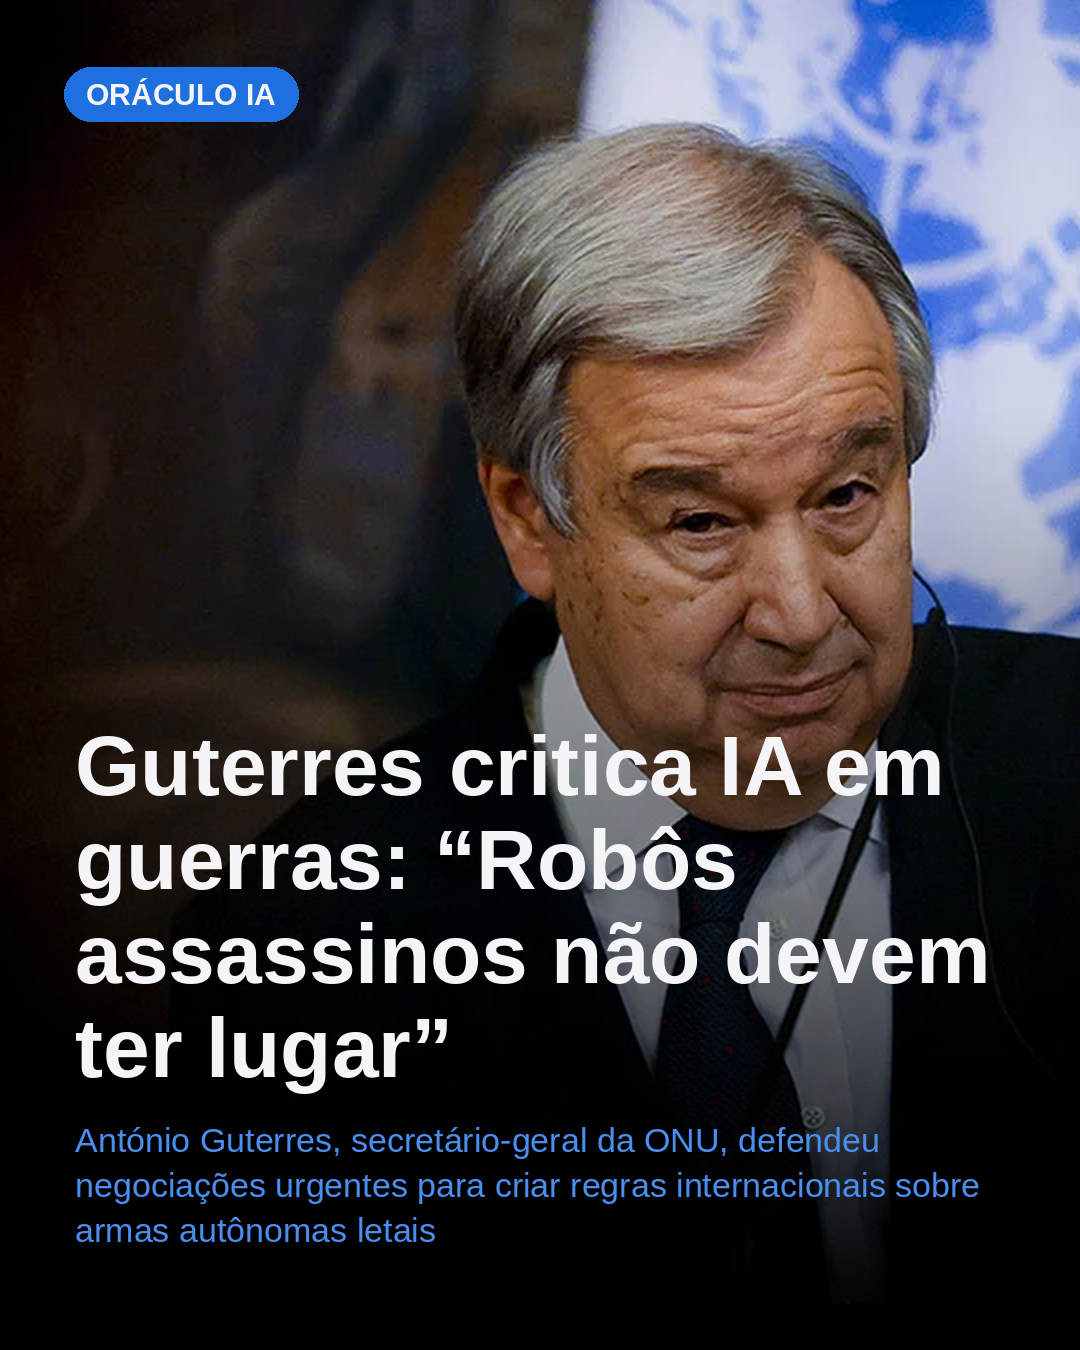 ORÁCULO IA
Guterres critica IA em
guerras: “Robôs
assassinos não devem
ter lugar”
António Guterres, secretário-geral da ONU, defendeu
negociações urgentes para criar regras internacionais sobre
armas autônomas letais